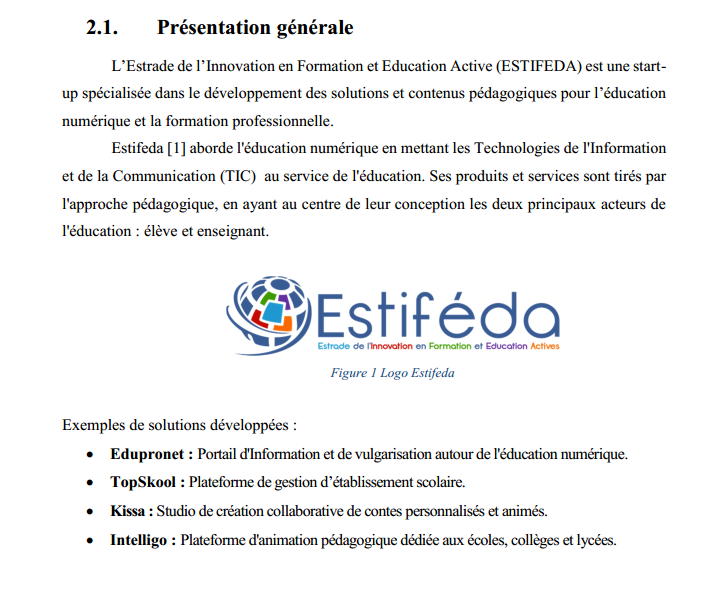 2.1. Présentation générale
L’Estrade de l’Innovation en Formation et Education Active (ESTIFEDA) est une start-
up spécialisée dans le développement des solutions et contenus pédagogiques pour l’éducation
numérique et la formation professionnelle.
Estifeda [1] aborde l'éducation numérique en mettant les Technologies de l'Information
et de la Communication (TIC) au service de l'éducation. Ses produits et services sont tirés par
l'approche pédagogique, en ayant au centre de leur conception les deux principaux acteurs de
l'éducation : élève et enseignant.
Estiféda
Estrade de l'Innovation en Formation et Education Actives
Figure 1 Logo Estifeda
Exemples de solutions développées :
• Edupronet : Portail d'Information et de vulgarisation autour de l'éducation numérique.
• TopSkool : Plateforme de gestion d’établissement scolaire.
• Kissa : Studio de création collaborative de contes personnalisés et animés.
• Intelligo : Plateforme d'animation pédagogique dédiée aux écoles, collèges et lycées.